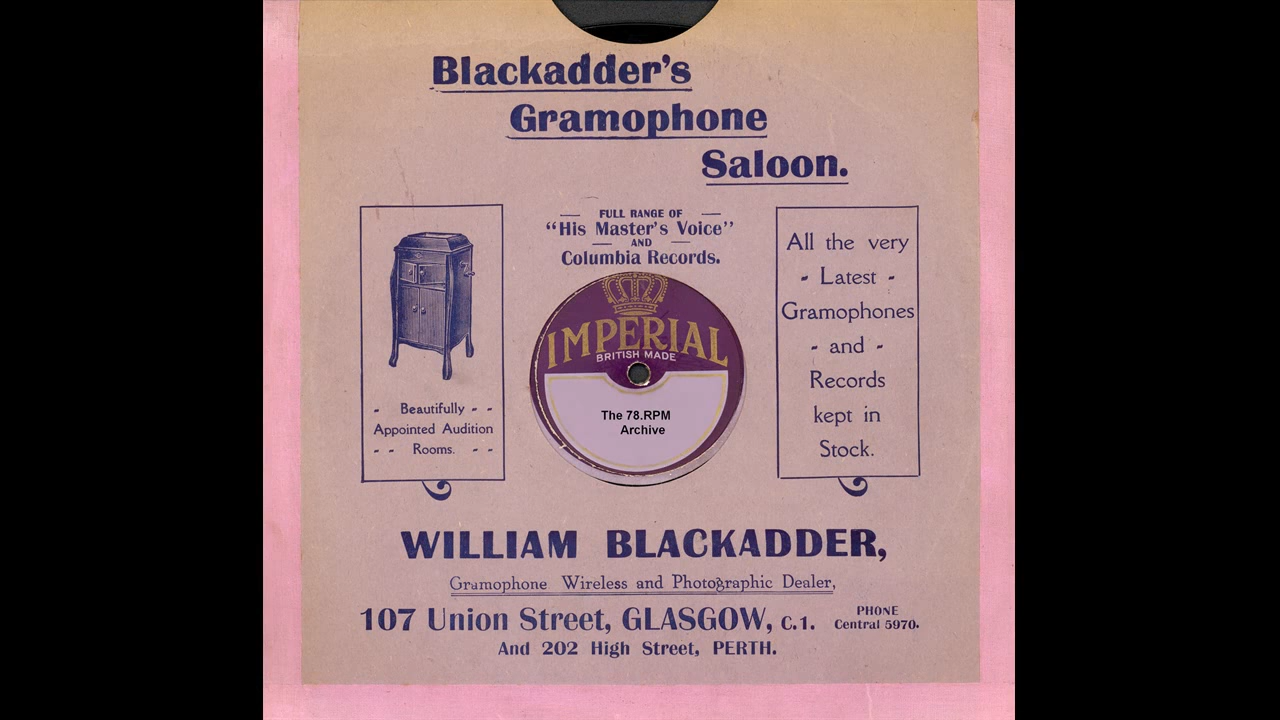 Blackadder's
Gramophone
Saloon.
FULL RANGE OF
"His Master's Voice"
AND
Columbia Records.
- Beautifully - -
Appointed Audition
- - Rooms. - -
IMPERIAL
BRITISH MADE
The 78.RPM
Archive
All the very
- Latest -
Gramophones
- and -
Records
kept in
Stock.
WILLIAM BLACKADDER,
Gramophone Wireless and Photographic Dealer,
107 Union Street, GLASGOW, C.1. PHONE
Central 5970.
And 202 High Street, PERTH.